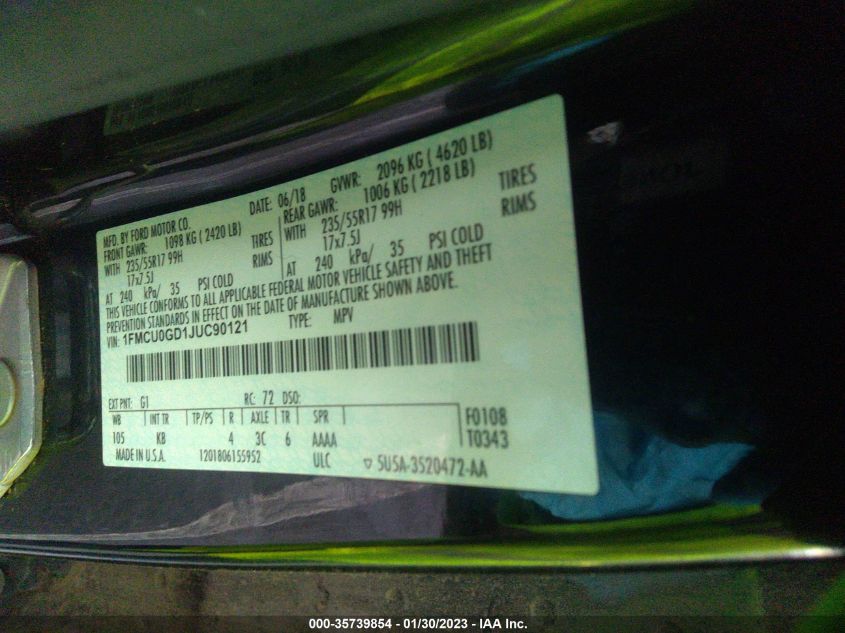 MFD. BY FORD MOTOR CO.
DATE: 06/18
GVWR: 2096 KG ( 4620 LB)
FRONT GAWR: 1098 KG ( 2420 LB)
REAR GAWR: 1006 KG ( 2218 LB)
WITH 235/55R17 99H TIRES
WITH 235/55R17 99H TIRES
17x7.5J RIMS
17x7.5J RIMS
AT 240 kPa/ 35 PSI COLD
AT 240 kPa/ 35 PSI COLD
THIS VEHICLE CONFORMS TO ALL APPLICABLE FEDERAL MOTOR VEHICLE SAFETY AND THEFT
PREVENTION STANDARDS IN EFFECT ON THE DATE OF MANUFACTURE SHOWN ABOVE.
VIN: 1FMCU0GD1JUC90121
TYPE: MPV
EXT PNT: G1 RC: 72 DSO:
WB INT TR TP/PS R AXLE TR SPR F0108
105 KB 4 3C 6 AAAA T0343
MADE IN U.S.A. 1201806155952 ULC ▽ 5U5A-3520472-AA
000-35739854 - 01/30/2023 - IAA Inc.